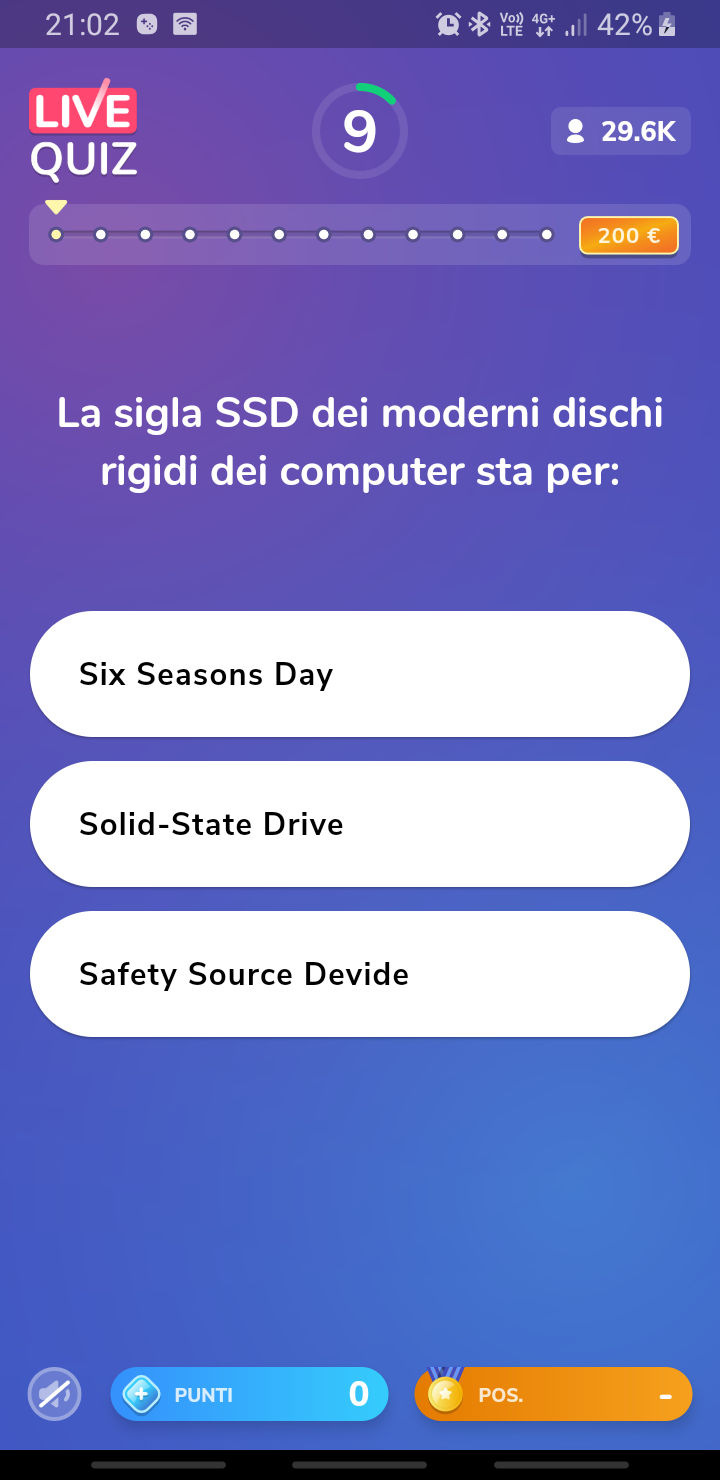 21:02
Vo)) LTE 4G+ 42%
LIVE
QUIZ
9
29.6K
200 €
La sigla SSD dei moderni dischi
rigidi dei computer sta per:
Six Seasons Day
Solid-State Drive
Safety Source Devide
PUNTI 0
POS. -